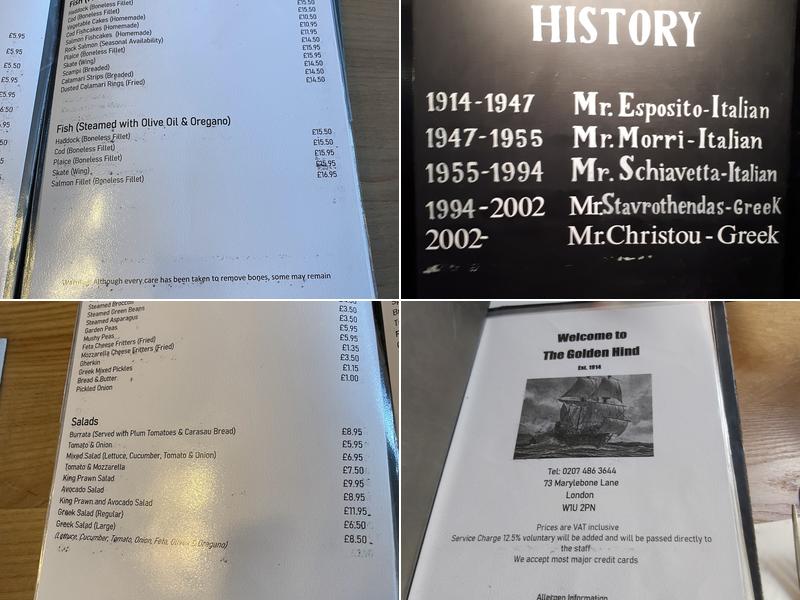 £5.95
£5.95
£5.50
£5.95
£5.95
Haddock (Boneless Fillet) £15.50
Cod (Boneless Fillet) £15.50
Vegetable Cakes (Homemade) £10.50
Cod Fishcakes (Homemade) £10.95
Salmon Fishcakes (Homemade) £11.95
Rock Salmon (Seasonal Availability) £14.50
Plaice (Boneless Fillet) £15.95
Skate (Wing) £15.95
Scampi (Breaded) £14.50
Calamari Strips (Breaded) £14.50
Dusted Calamari Rings (Fried) £14.50
Fish (Steamed with Olive Oil & Oregano)
Haddock (Boneless Fillet) £15.50
Cod (Boneless Fillet) £15.50
Plaice (Boneless Fillet) £15.95
Skate (Wing) £15.95
Salmon Fillet (Boneless Fillet) £16.95
Although every care has been taken to remove bones, some may remain
HISTORY
1914-1947 Mr. Esposito-Italian
1947-1955 Mr. Morri-Italian
1955-1994 Mr. Schiavetta-Italian
1994-2002 Mr.Stavrothendas-Greek
2002- Mr.Christou-Greek
Steamed Broccoli
Steamed Green Beans
Steamed Asparagus
Garden Peas £3.50
Mushy Peas £3.50
Feta Cheese Fritters (Fried) £5.95
Mozzarella Cheese Fritters (Fried) £5.95
Gherkin £1.35
Greek Mixed Pickles £3.50
Bread & Butter £1.15
Pickled Onion £1.00
Salads
Burrata (Served with Plum Tomatoes & Carasau Bread) £8.95
Tomato & Onion £5.95
Mixed Salad (Lettuce, Cucumber, Tomato & Onion) £6.95
Tomato & Mozzarella £7.50
King Prawn Salad £9.95
Avocado Salad £8.95
King Prawn and Avocado Salad £11.95
Greek Salad (Regular) £6.50
Greek Salad (Large) £8.50
(Lettuce, Cucumber, Tomato, Onion, Feta, Olives & Oregano)
Welcome to
The Golden Hind
Est. 1914
Tel: 0207 486 3644
73 Marylebone Lane
London
W1U 2PN
Prices are VAT inclusive
Service Charge 12.5% voluntary will be added and will be passed directly to
the staff
We accept most major credit cards
Allergen Information